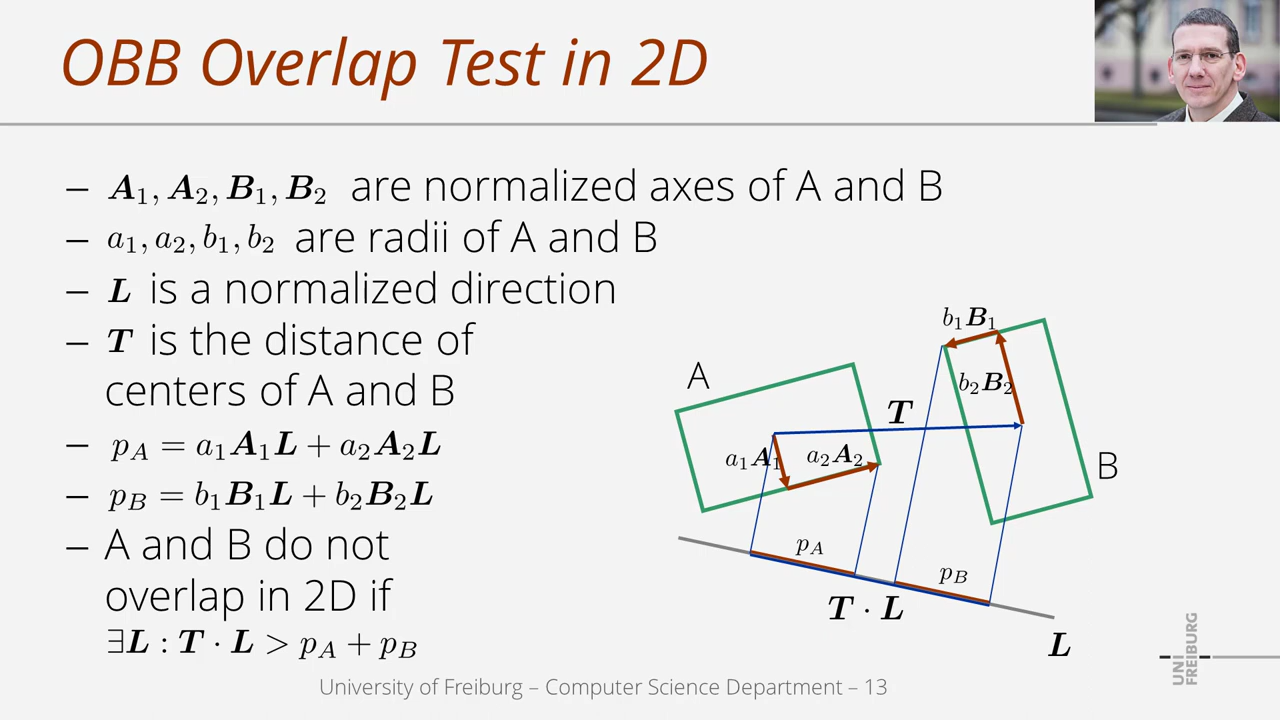 OBB Overlap Test in 2D
– A₁, A₂, B₁, B₂ are normalized axes of A and B
– a₁, a₂, b₁, b₂ are radii of A and B
– L is a normalized direction
– T is the distance of
centers of A and B
– p_A = a₁A₁L + a₂A₂L
– p_B = b₁B₁L + b₂B₂L
– A and B do not
overlap in 2D if
∃L : T · L > p_A + p_B
b₁B₁
A
b₂B₂
T
a₁A₁
a₂A₂
B
p_A
p_B
T · L
L
University of Freiburg – Computer Science Department – 13
UNI
FREIBURG